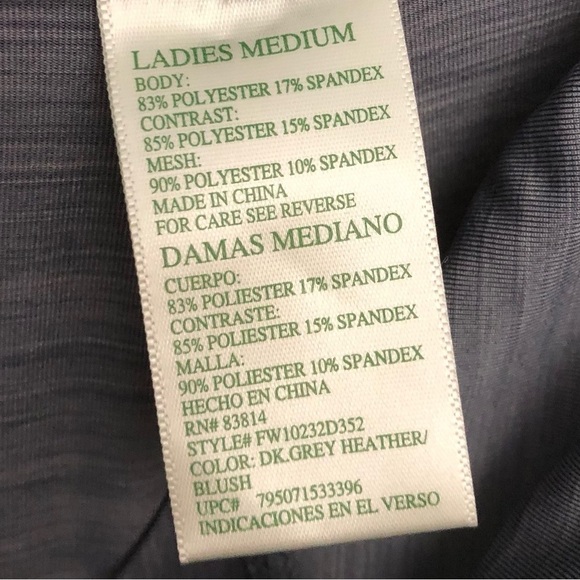 LADIES MEDIUM
BODY:
83% POLYESTER 17% SPANDEX
CONTRAST:
85% POLYESTER 15% SPANDEX
MESH:
90% POLYESTER 10% SPANDEX
MADE IN CHINA
FOR CARE SEE REVERSE
DAMAS MEDIANO
CUERPO:
83% POLIESTER 17% SPANDEX
CONTRASTE:
85% POLIESTER 15% SPANDEX
MALLA:
90% POLIESTER 10% SPANDEX
HECHO EN CHINA
RN# 83814
STYLE# FW10232D352
COLOR: DK.GREY HEATHER/
BLUSH
UPC# 795071533396
INDICACIONES EN EL VERSO